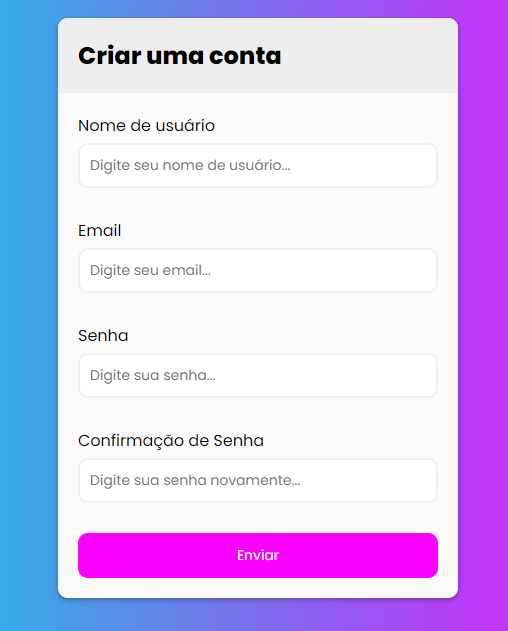 Criar uma conta
Nome de usuário
Digite seu nome de usuário...
Email
Digite seu email...
Senha
Digite sua senha...
Confirmação de Senha
Digite sua senha novamente...
Enviar